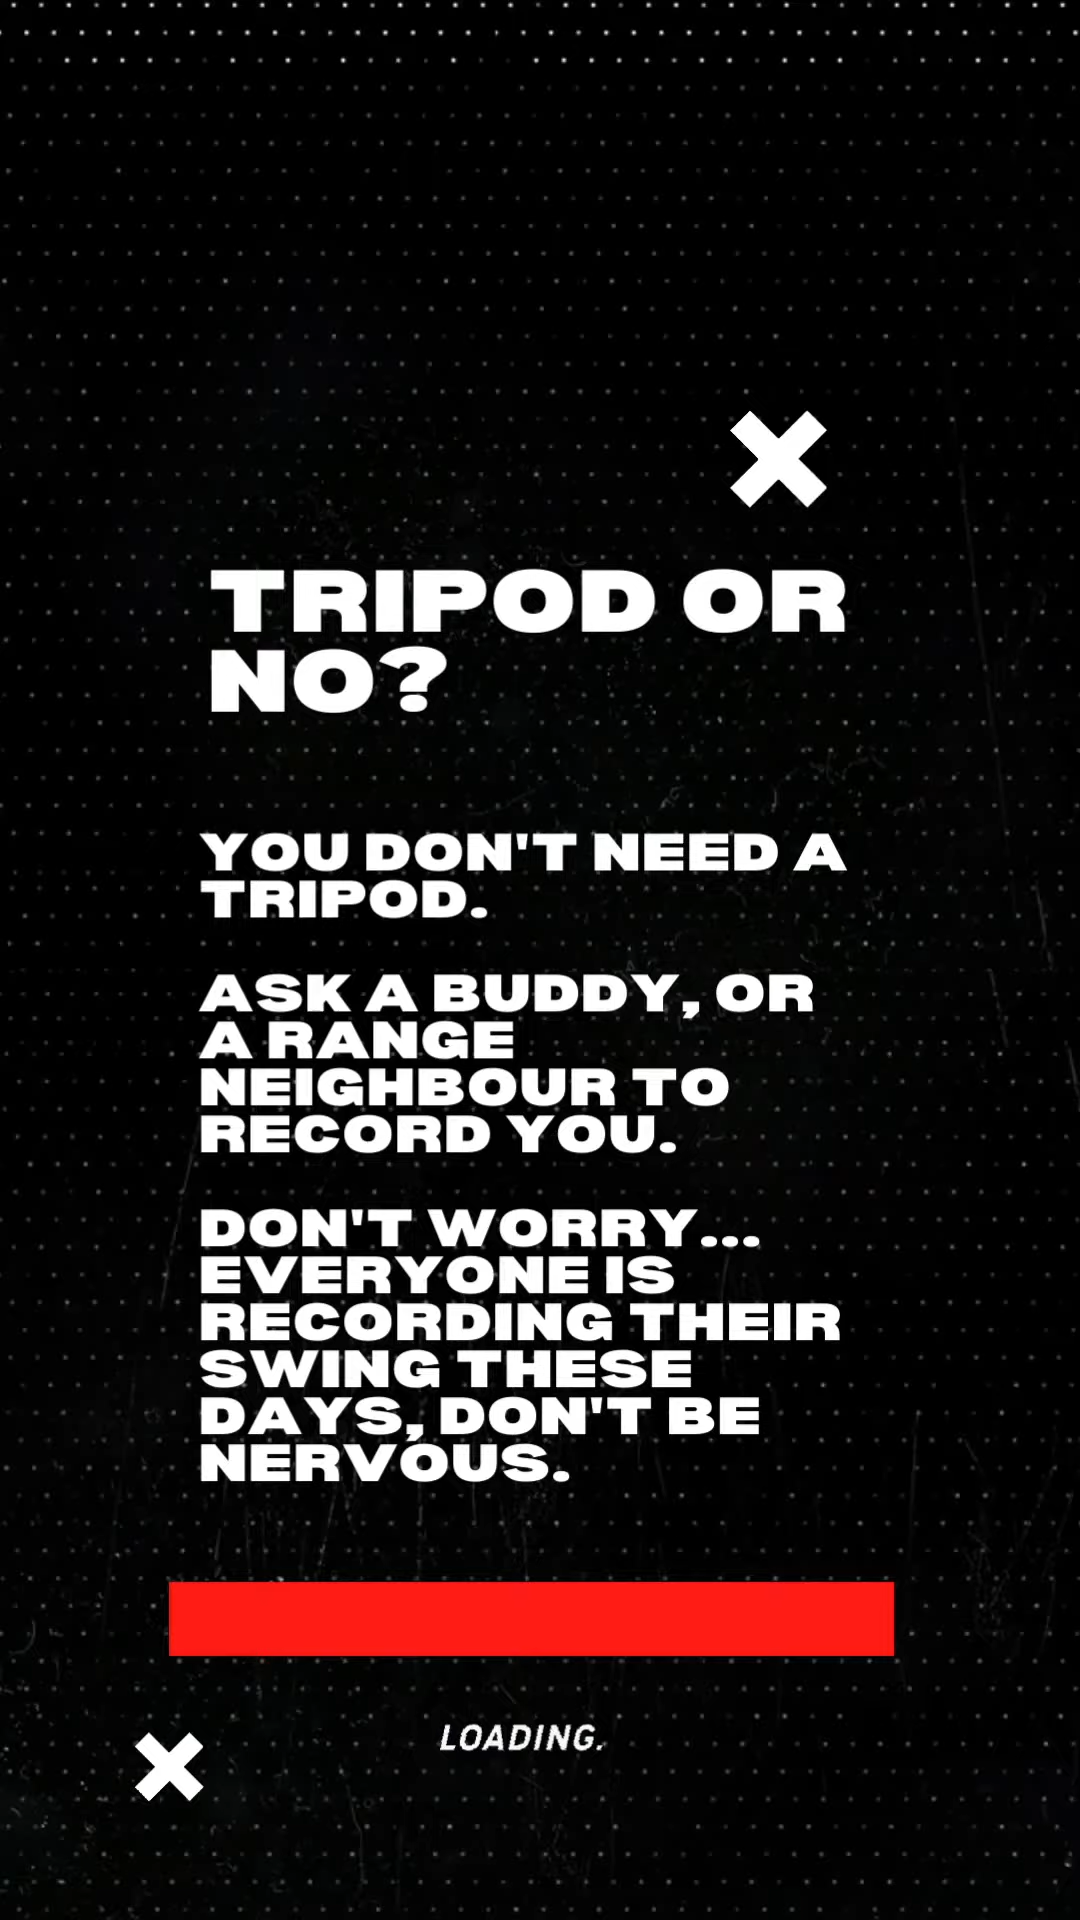 TRIPOD OR
NO?
YOU DON'T NEED A
TRIPOD.
ASK A BUDDY, OR
A RANGE
NEIGHBOUR TO
RECORD YOU.
DON'T WORRY...
EVERYONE IS
RECORDING THEIR
SWING THESE
DAYS, DON'T BE
NERVOUS.
LOADING.